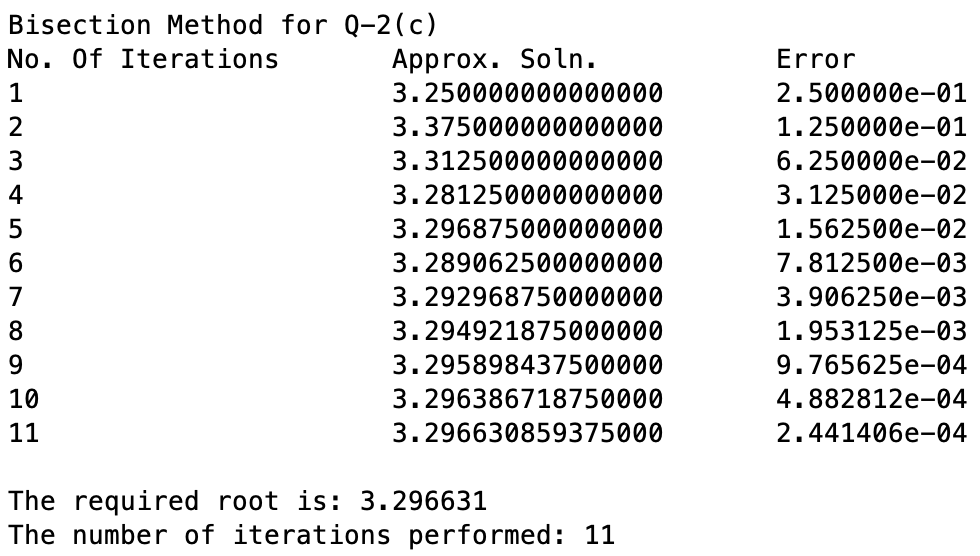 Bisection Method for Q-2(c)
No. Of Iterations Approx. Soln. Error
1 3.250000000000000 2.500000e-01
2 3.375000000000000 1.250000e-01
3 3.312500000000000 6.250000e-02
4 3.281250000000000 3.125000e-02
5 3.296875000000000 1.562500e-02
6 3.289062500000000 7.812500e-03
7 3.292968750000000 3.906250e-03
8 3.294921875000000 1.953125e-03
9 3.295898437500000 9.765625e-04
10 3.296386718750000 4.882812e-04
11 3.296630859375000 2.441406e-04
The required root is: 3.296631
The number of iterations performed: 11